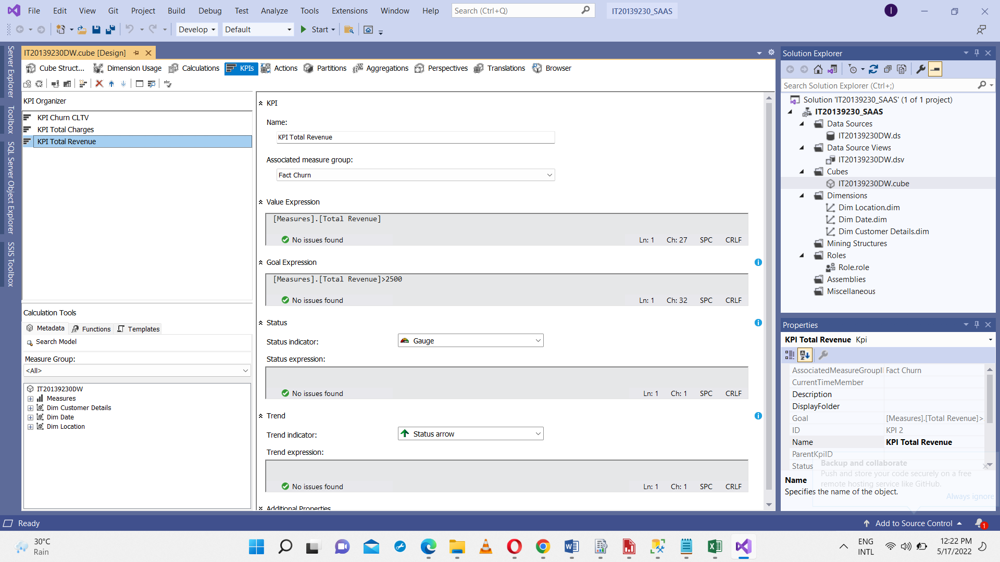 File Edit View Git Project Build Debug Test Analyze Tools Extensions Window Help Search (Ctrl+Q) IT20139230_SAAS I
Develop Default Start
Server Explorer
Toolbox
SQL Server Object Explorer
SSIS Toolbox
IT20139230DW.cube [Design]
Cube Struct... Dimension Usage Calculations KPIs Actions Partitions Aggregations Perspectives Translations Browser
abc
KPI Organizer
KPI Churn CLTV
KPI Total Charges
KPI Total Revenue
Calculation Tools
Metadata Functions Templates
Search Model
Measure Group:
<All>
IT20139230DW
Measures
Dim Customer Details
Dim Date
Dim Location
KPI
Name:
KPI Total Revenue
Associated measure group:
Fact Churn
Value Expression
[Measures].[Total Revenue]
No issues found Ln: 1 Ch: 27 SPC CRLF
Goal Expression
[Measures].[Total Revenue]>2500
No issues found Ln: 1 Ch: 32 SPC CRLF
Status
Status indicator: Gauge
Status expression:
No issues found Ln: 1 Ch: 1 SPC CRLF
Trend
Trend indicator: Status arrow
Trend expression:
No issues found Ln: 1 Ch: 1 SPC CRLF
Additional Properties
Solution Explorer
Search Solution Explorer (Ctrl+;)
Solution 'IT20139230_SAAS' (1 of 1 project)
IT20139230_SAAS
Data Sources
IT20139230DW.ds
Data Source Views
IT20139230DW.dsv
Cubes
IT20139230DW.cube
Dimensions
Dim Location.dim
Dim Date.dim
Dim Customer Details.dim
Mining Structures
Roles
Role.role
Assemblies
Miscellaneous
Properties
KPI Total Revenue Kpi
AssociatedMeasureGroupI Fact Churn
CurrentTimeMember
Description
DisplayFolder
Goal [Measures].[Total Revenue]>
ID KPI 2
Name KPI Total Revenue
ParentKpiID
Status
Backup and collaborate
Push and store your code securely on a free
remote hosting service like GitHub.
Always ignore
Name
Specifies the name of the object.
Ready Add to Source Control 1
30°C
Rain
ENG
INTL
12:22 PM
5/17/2022